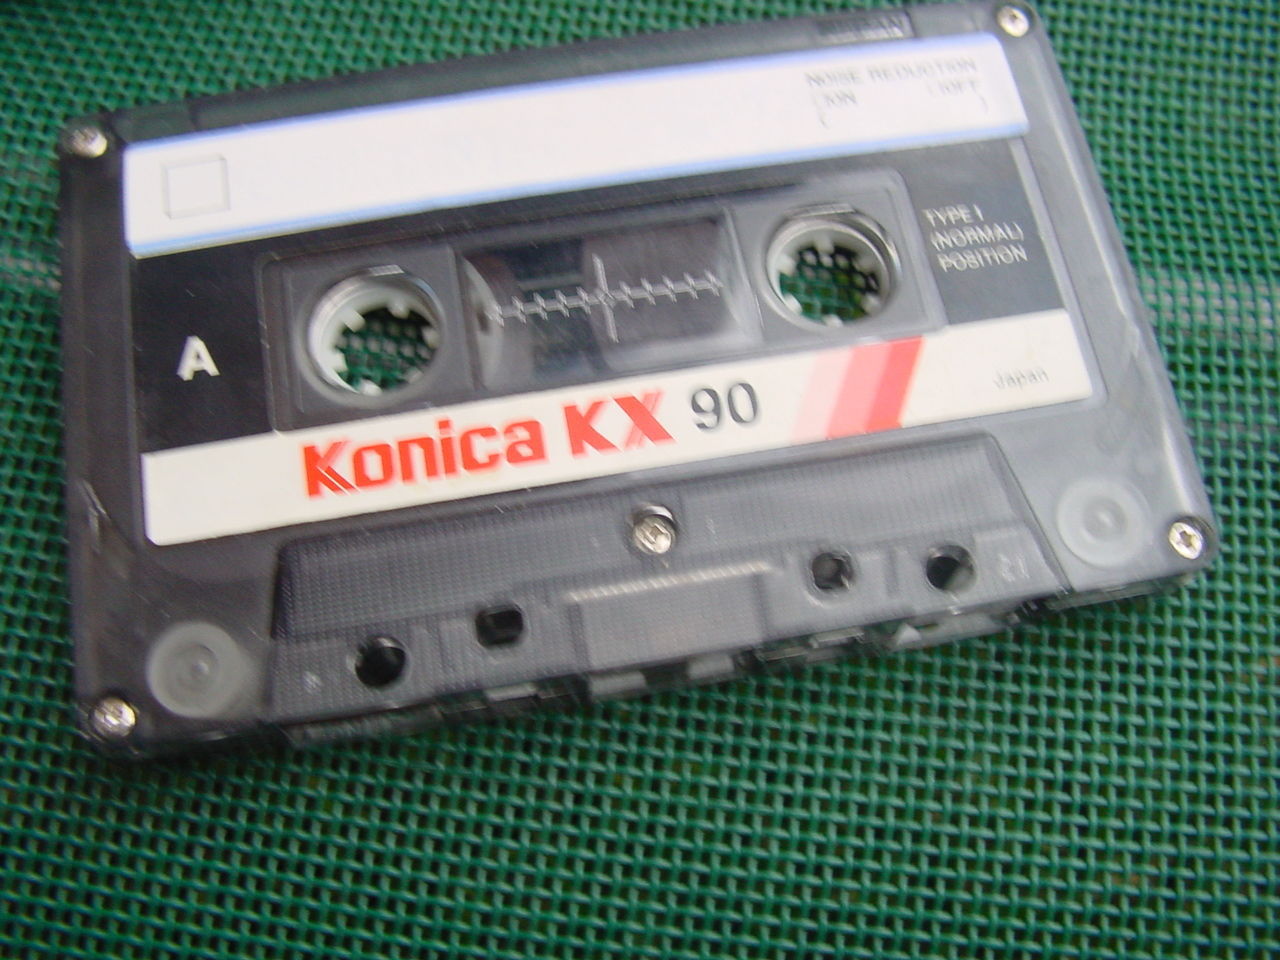 NOISE REDUCTION
ON OFF
TYPE I
(NORMAL)
POSITION
A
Konica KX 90
Japan